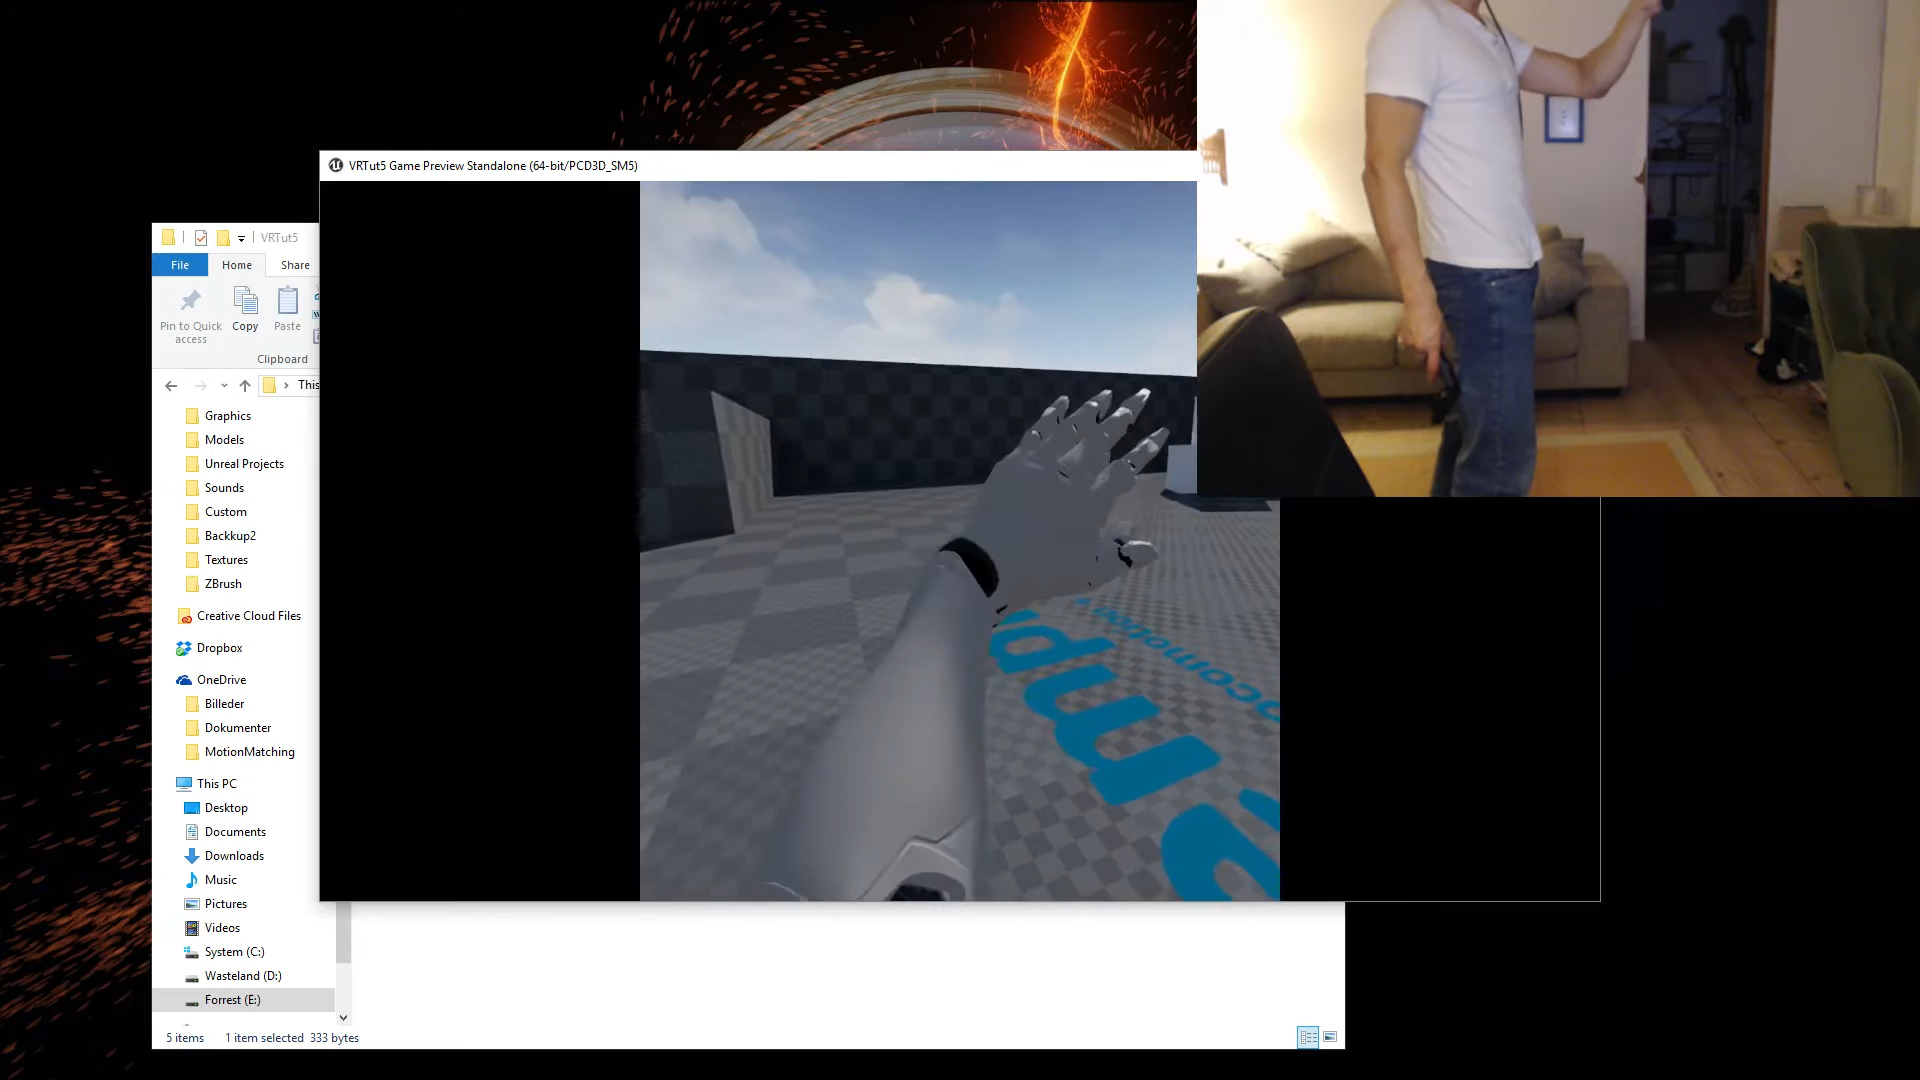 VRTut5 Game Preview Standalone (64-bit/PCD3D_SM5)
VRTut5
File Home Share
Pin to Quick access
Copy
Paste
Clipboard
This
Graphics
Models
Unreal Projects
Sounds
Custom
Backkup2
Textures
ZBrush
Creative Cloud Files
Dropbox
OneDrive
Billeder
Dokumenter
MotionMatching
This PC
Desktop
Documents
Downloads
Music
Pictures
Videos
System (C:)
Wasteland (D:)
Forrest (E:)
5 items 1 item selected 333 bytes